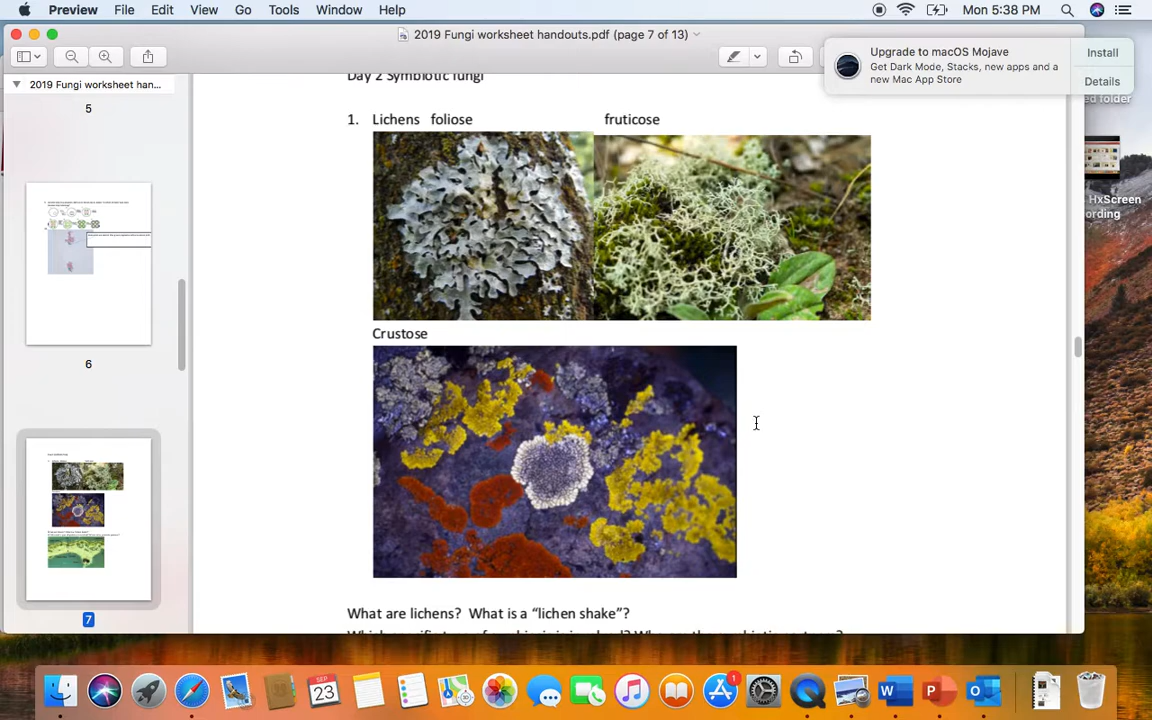 Preview File Edit View Go Tools Window Help Mon 5:38 PM
2019 Fungi worksheet handouts.pdf (page 7 of 13)
Upgrade to macOS Mojave
Get Dark Mode, Stacks, new apps and a
new Mac App Store
Install
Details
2019 Fungi worksheet han...
5
6
7
Day 2 Symbiotic fungi
1. Lichens foliose fruticose
Crustose
What are lichens? What is a “lichen shake”?
HxScreen
ording
SEP
23
1